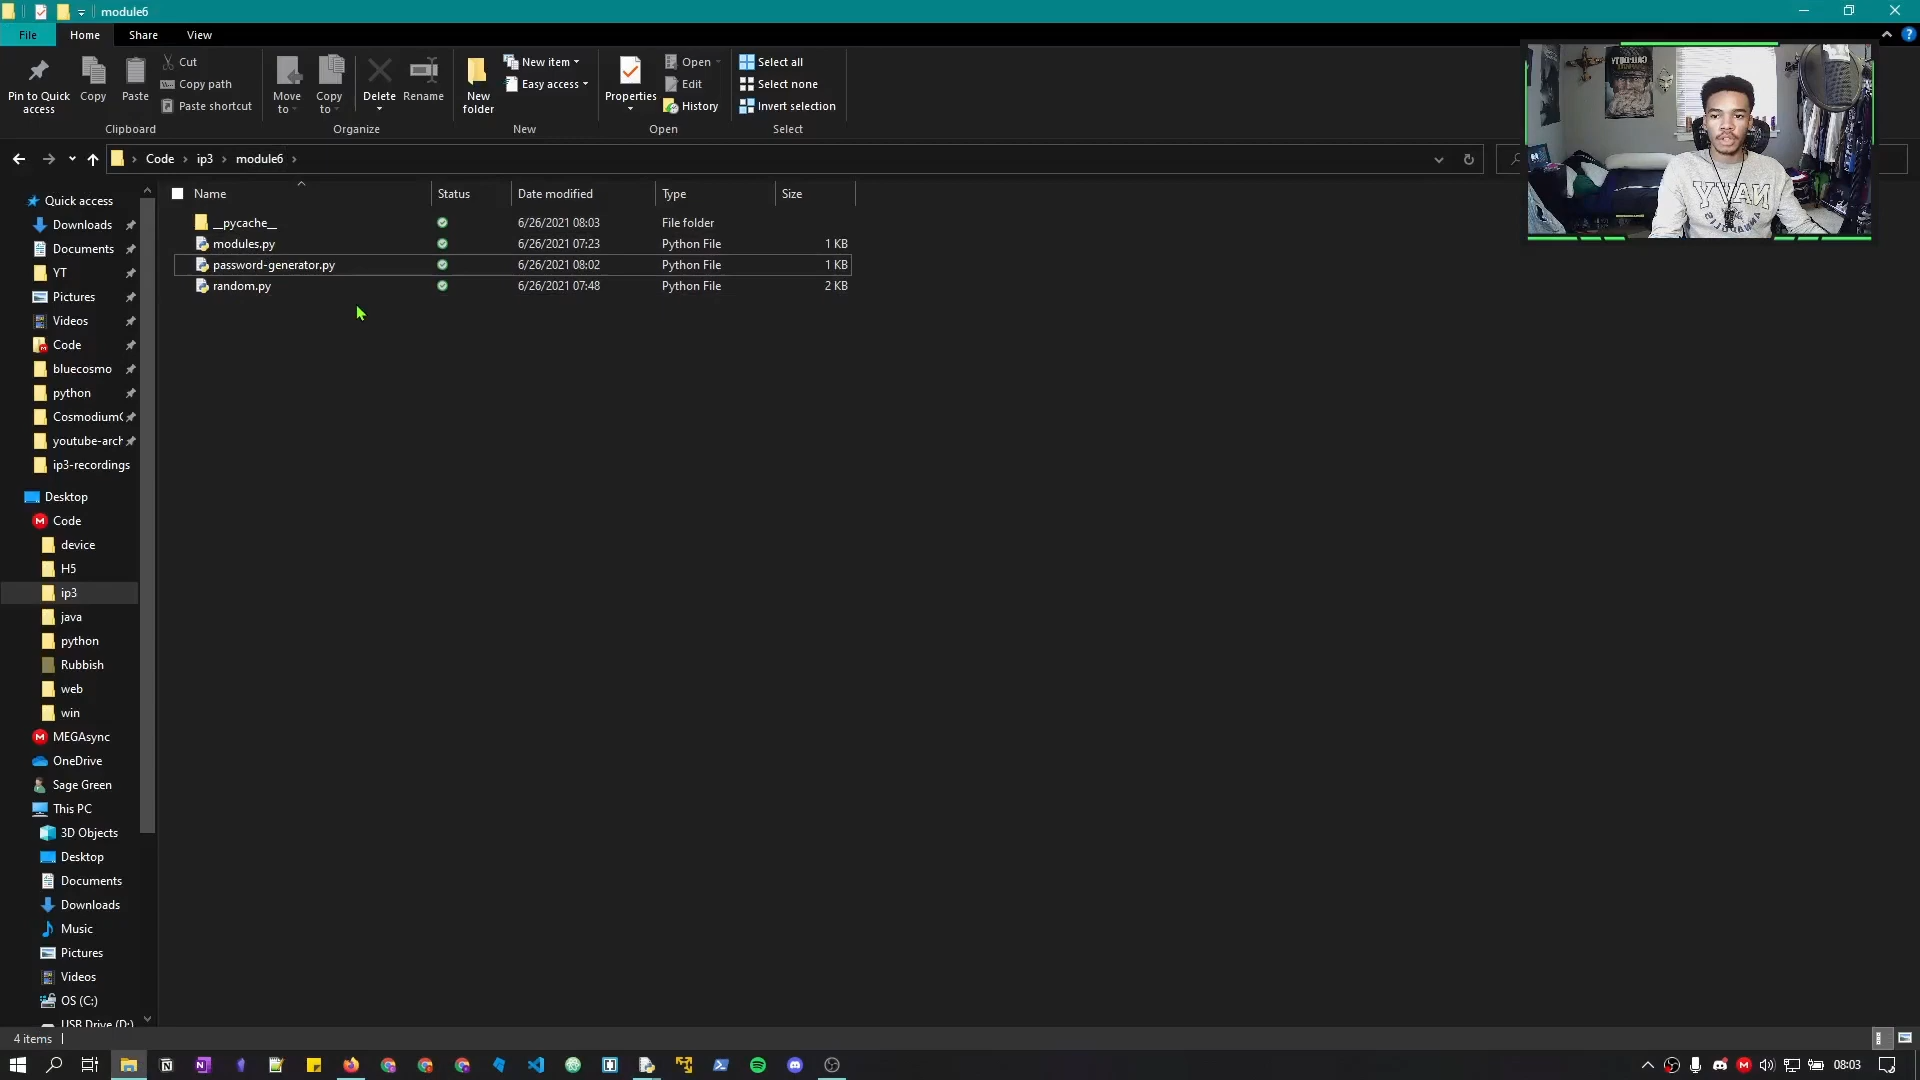 module6
File Home Share View
Pin to Quick access
Copy
Paste
Cut
Copy path
Paste shortcut
Clipboard
Move to
Copy to
Delete
Rename
Organize
New folder
New item
Easy access
New
Properties
Open
Edit
History
Open
Select all
Select none
Invert selection
Select
Code ip3 module6
Name Status Date modified Type Size
__pycache__ 6/26/2021 08:03 File folder
modules.py 6/26/2021 07:23 Python File 1 KB
password-generator.py 6/26/2021 08:02 Python File 1 KB
random.py 6/26/2021 07:48 Python File 2 KB
Quick access
Downloads
Documents
YT
Pictures
Videos
Code
bluecosmo
python
Cosmodium
youtube-arch
ip3-recordings
Desktop
Code
device
H5
ip3
java
python
Rubbish
web
win
MEGAsync
OneDrive
Sage Green
This PC
3D Objects
Desktop
Documents
Downloads
Music
Pictures
Videos
OS (C:)
USB Drive (D:)
NAVY
ANNAPOLIS
4 items
08:03